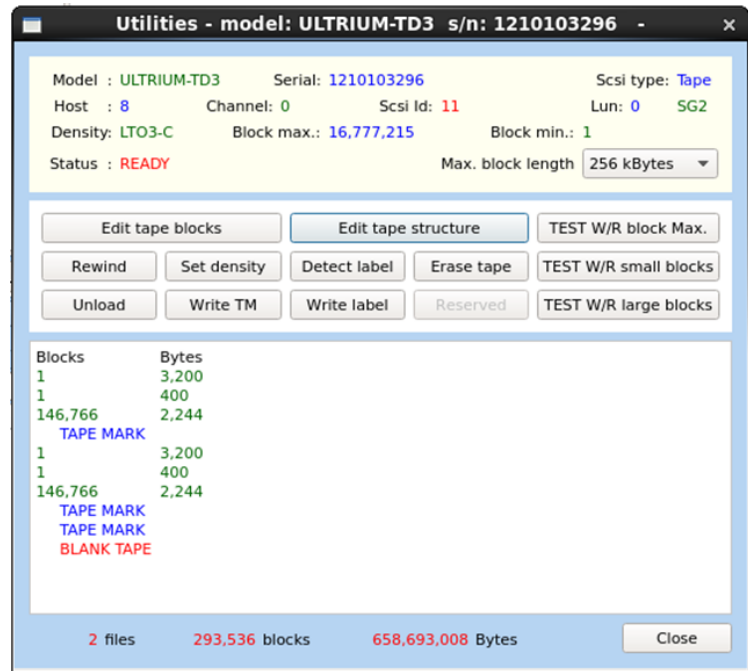 Utilities - model: ULTRIUM-TD3 s/n: 1210103296 -
Model : ULTRIUM-TD3 Serial: 1210103296 Scsi type: Tape
Host : 8 Channel: 0 Scsi Id: 11 Lun: 0 SG2
Density: LTO3-C Block max.: 16,777,215 Block min.: 1
Status : READY Max. block length 256 kBytes
Edit tape blocks Edit tape structure TEST W/R block Max.
Rewind Set density Detect label Erase tape TEST W/R small blocks
Unload Write TM Write label Reserved TEST W/R large blocks
Blocks Bytes
1 3,200
1 400
146,766 2,244
TAPE MARK
1 3,200
1 400
146,766 2,244
TAPE MARK
TAPE MARK
BLANK TAPE
2 files 293,536 blocks 658,693,008 Bytes Close